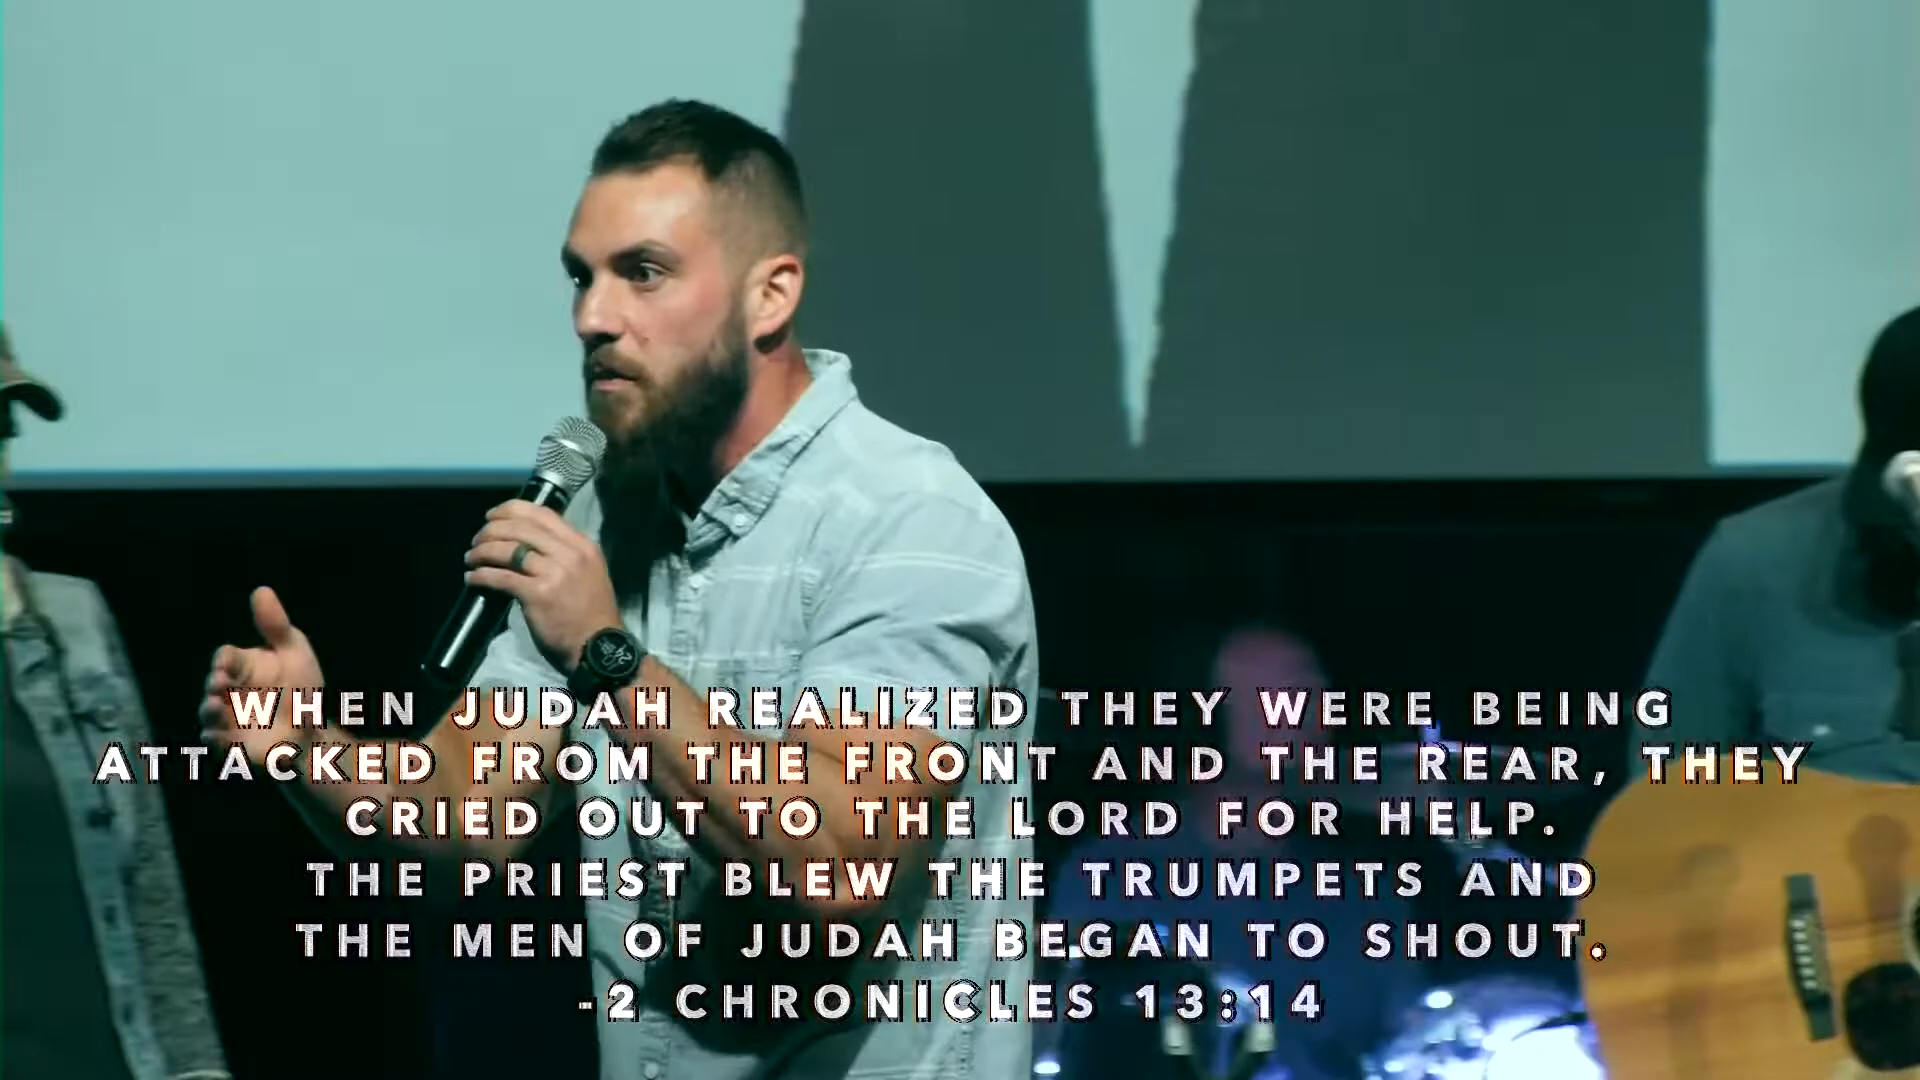 WHEN JUDAH REALIZED THEY WERE BEING
ATTACKED FROM THE FRONT AND THE REAR, THEY
CRIED OUT TO THE LORD FOR HELP.
THE PRIEST BLEW THE TRUMPETS AND
THE MEN OF JUDAH BEGAN TO SHOUT.
-2 CHRONICLES 13:14